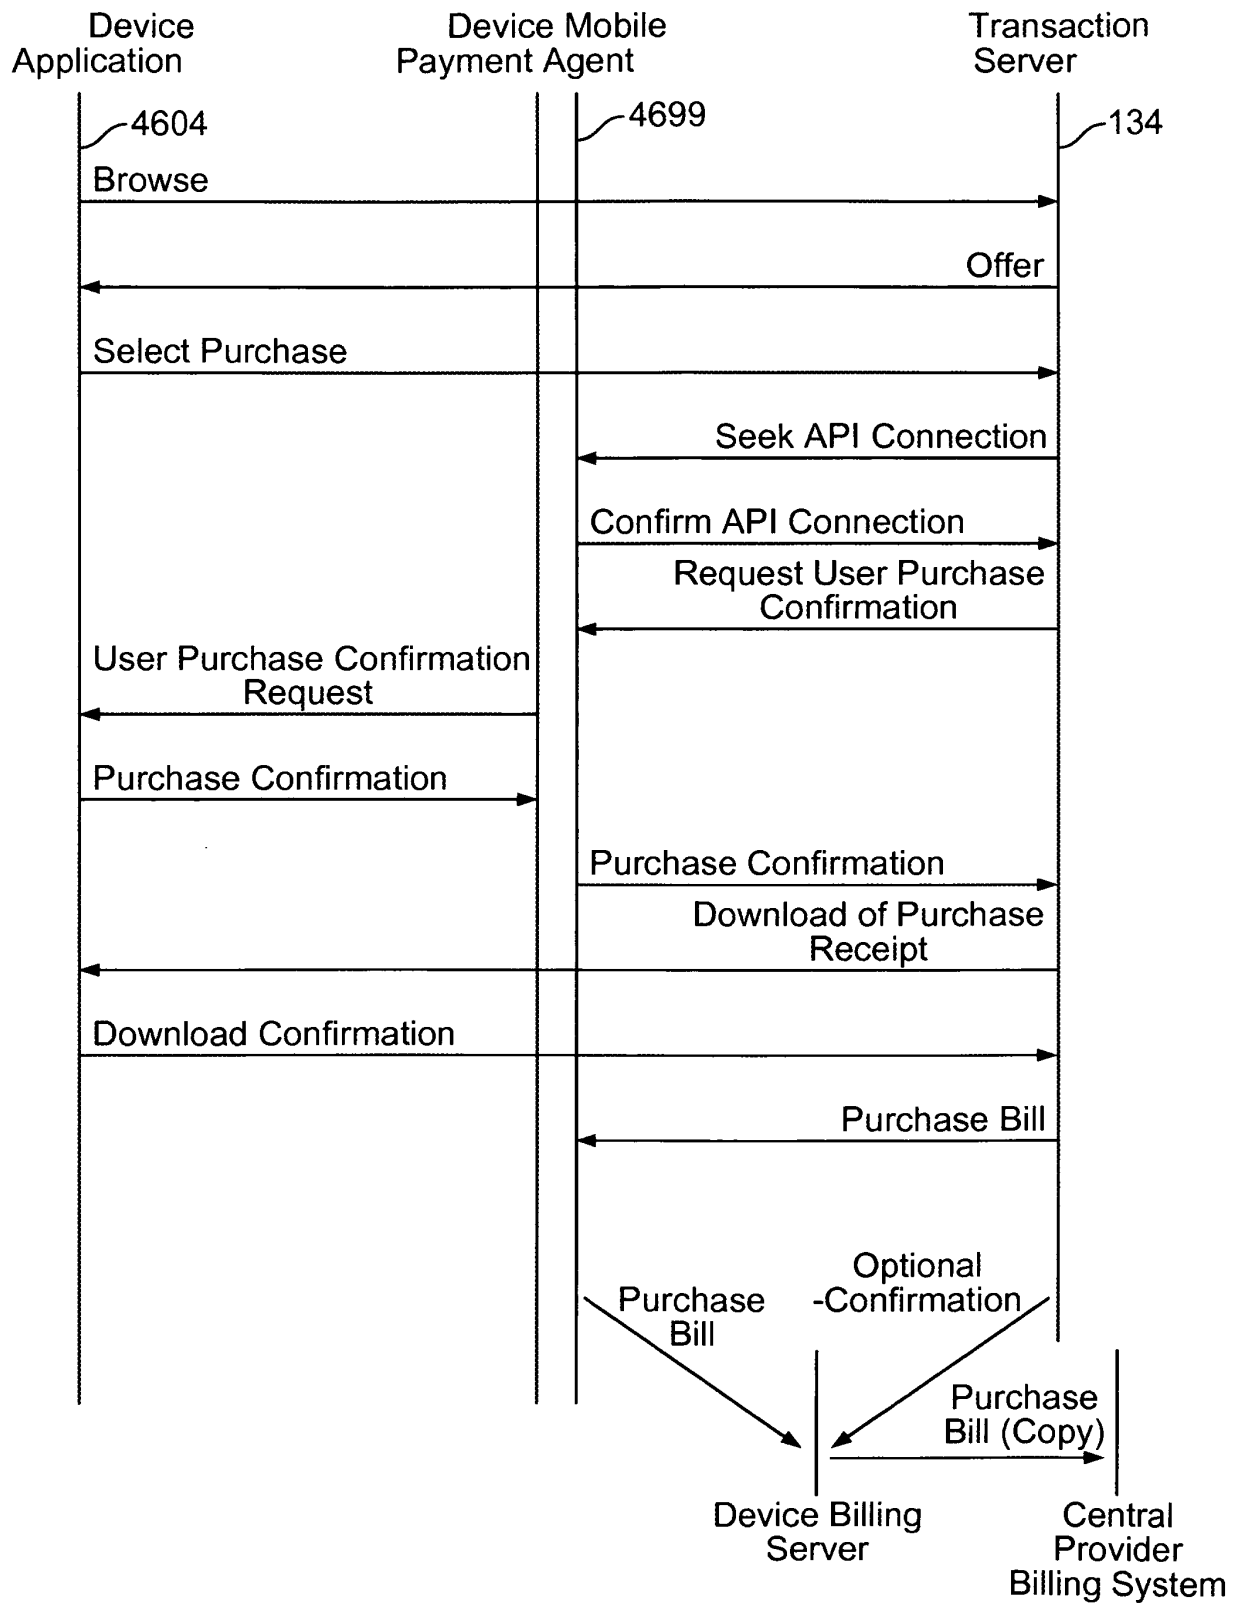 Device
Application
Device Mobile
Payment Agent
Transaction
Server
4604
4699
134
Browse
Offer
Select Purchase
Seek API Connection
Confirm API Connection
Request User Purchase
Confirmation
User Purchase Confirmation
Request
Purchase Confirmation
Purchase Confirmation
Download of Purchase
Receipt
Download Confirmation
Purchase Bill
Purchase
Bill
Optional
-Confirmation
Purchase
Bill (Copy)
Device Billing
Server
Central
Provider
Billing System